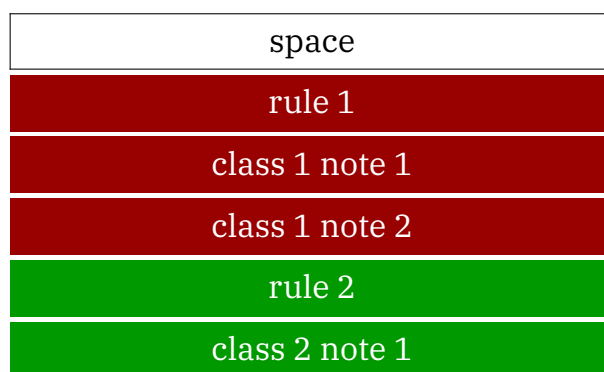 space
rule 1
class 1 note 1
class 1 note 2
rule 2
class 2 note 1